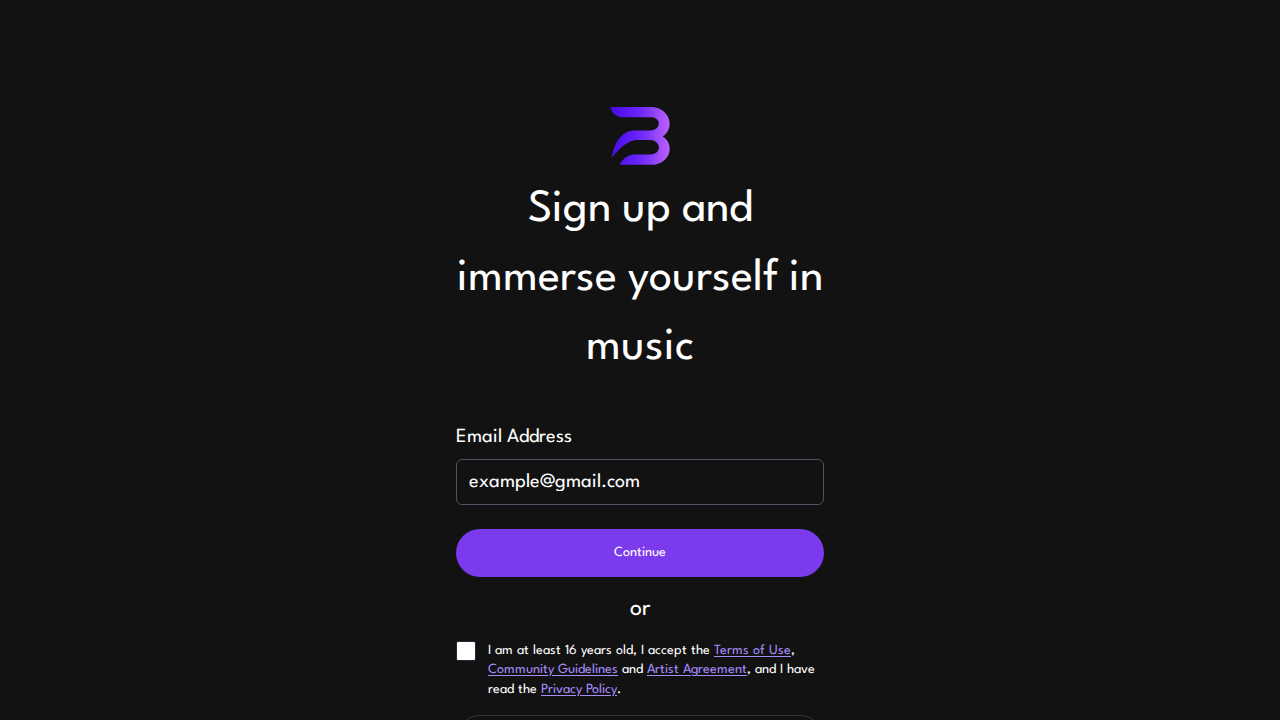 Sign up and
immerse yourself in
music
Email Address
example@gmail.com
Continue
or
I am at least 16 years old, I accept the Terms of Use,
Community Guidelines and Artist Agreement, and I have
read the Privacy Policy.